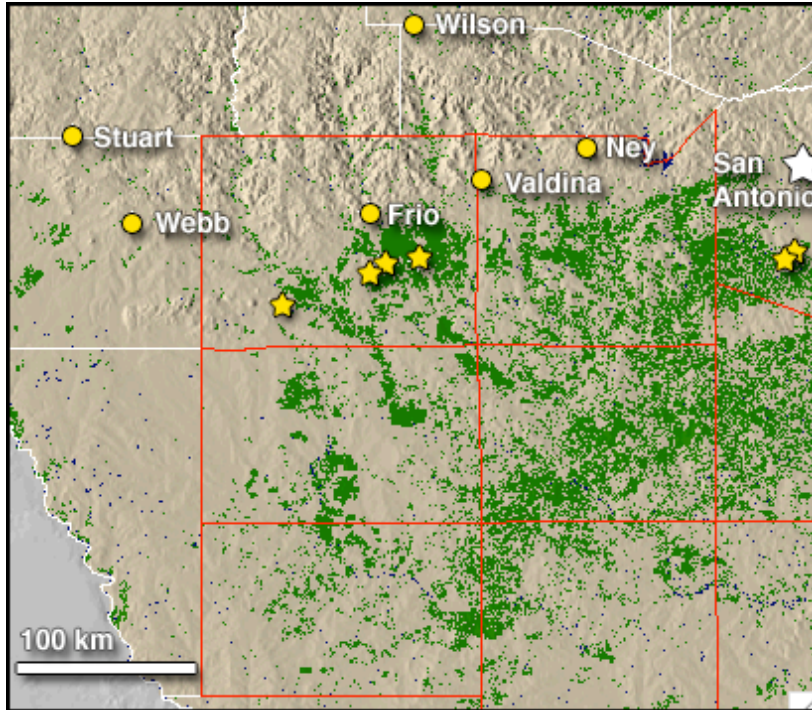 Wilson
Stuart
Ney
San
Antonio
Valdina
Webb
Frio
100 km